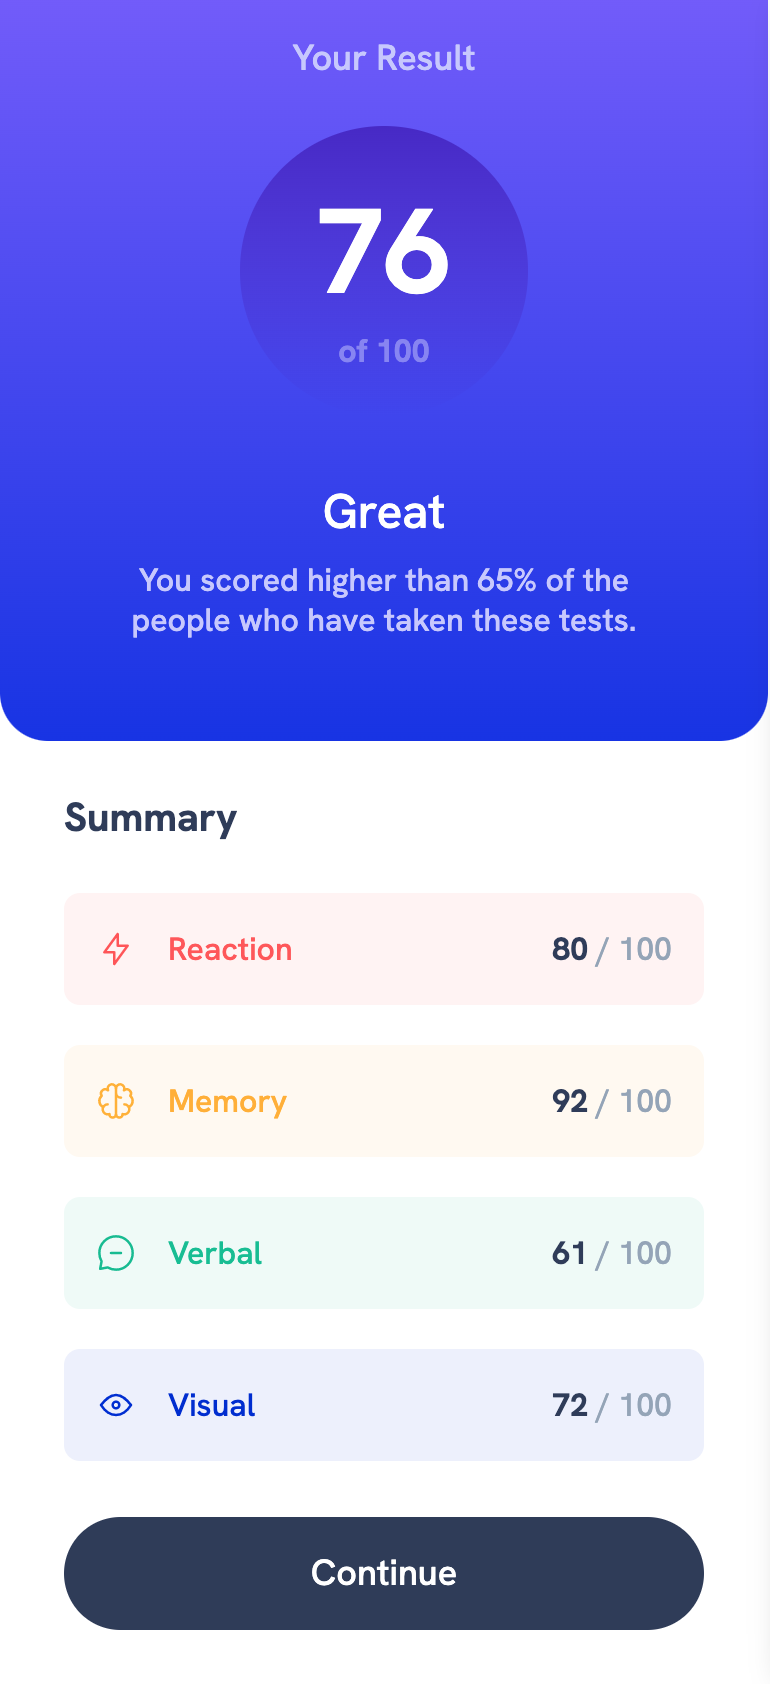 Your Result
76
of 100
Great
You scored higher than 65% of the
people who have taken these tests.
Summary
Reaction 80 / 100
Memory 92 / 100
Verbal 61 / 100
Visual 72 / 100
Continue